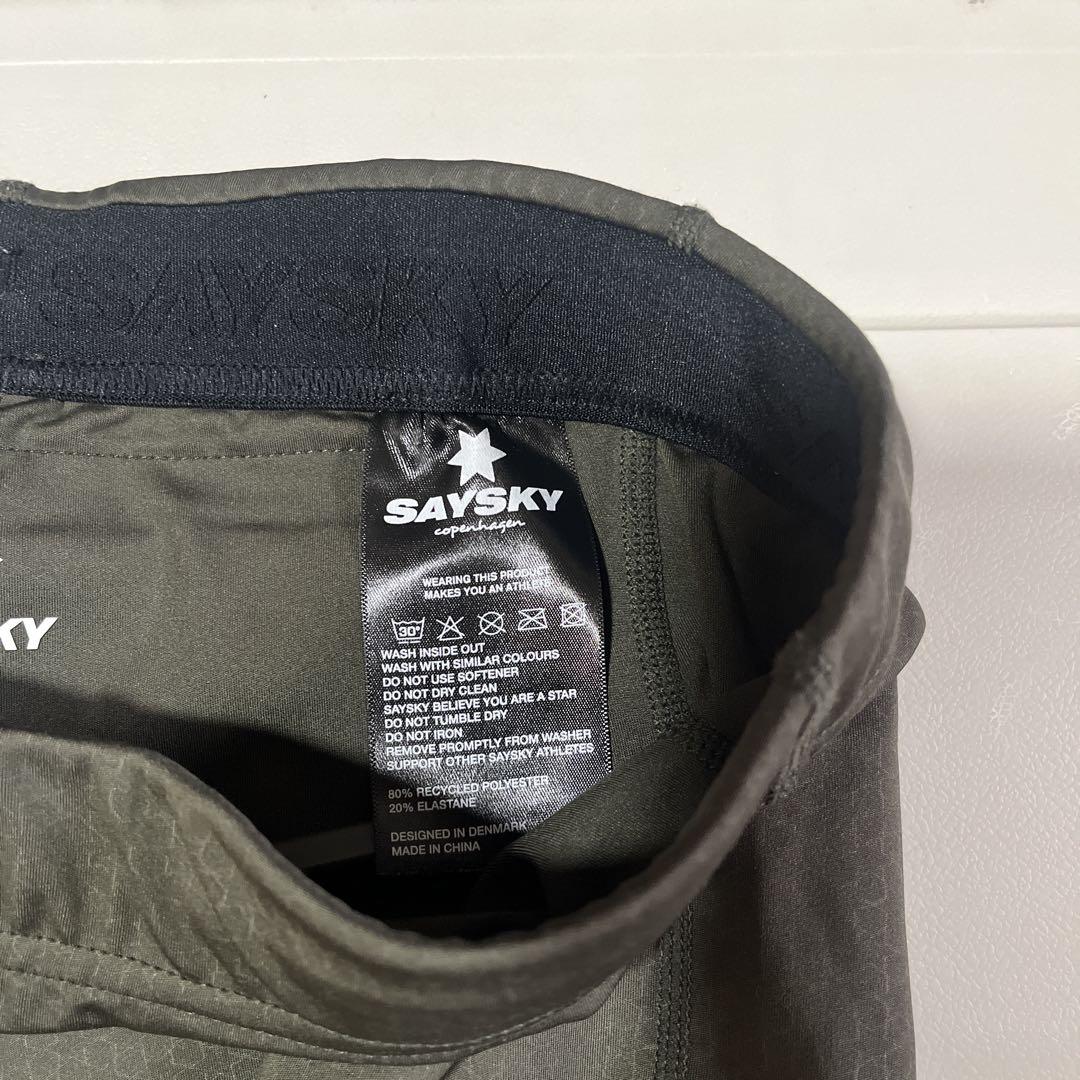 SAYSKY
SAYSKY
copenhagen
WEARING THIS PRODUCT
MAKES YOU AN ATHLETE
KY
30°
WASH INSIDE OUT
WASH WITH SIMILAR COLOURS
DO NOT USE SOFTENER
DO NOT DRY CLEAN
SAYSKY BELIEVE YOU ARE A STAR
DO NOT TUMBLE DRY
DO NOT IRON
REMOVE PROMPTLY FROM WASHER
SUPPORT OTHER SAYSKY ATHLETES
80% RECYCLED POLYESTER
20% ELASTANE
DESIGNED IN DENMARK
MADE IN CHINA